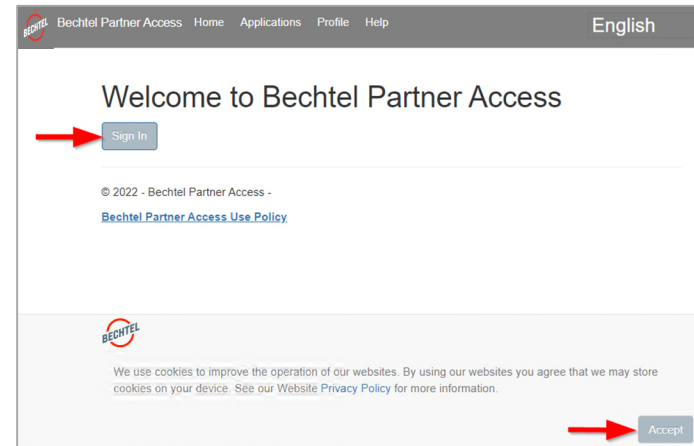 BECHTEL Bechtel Partner Access Home Applications Profile Help English
Welcome to Bechtel Partner Access
Sign In
© 2022 - Bechtel Partner Access -
Bechtel Partner Access Use Policy
BECHTEL
We use cookies to improve the operation of our websites. By using our websites you agree that we may store
cookies on your device. See our Website Privacy Policy for more information.
Accept